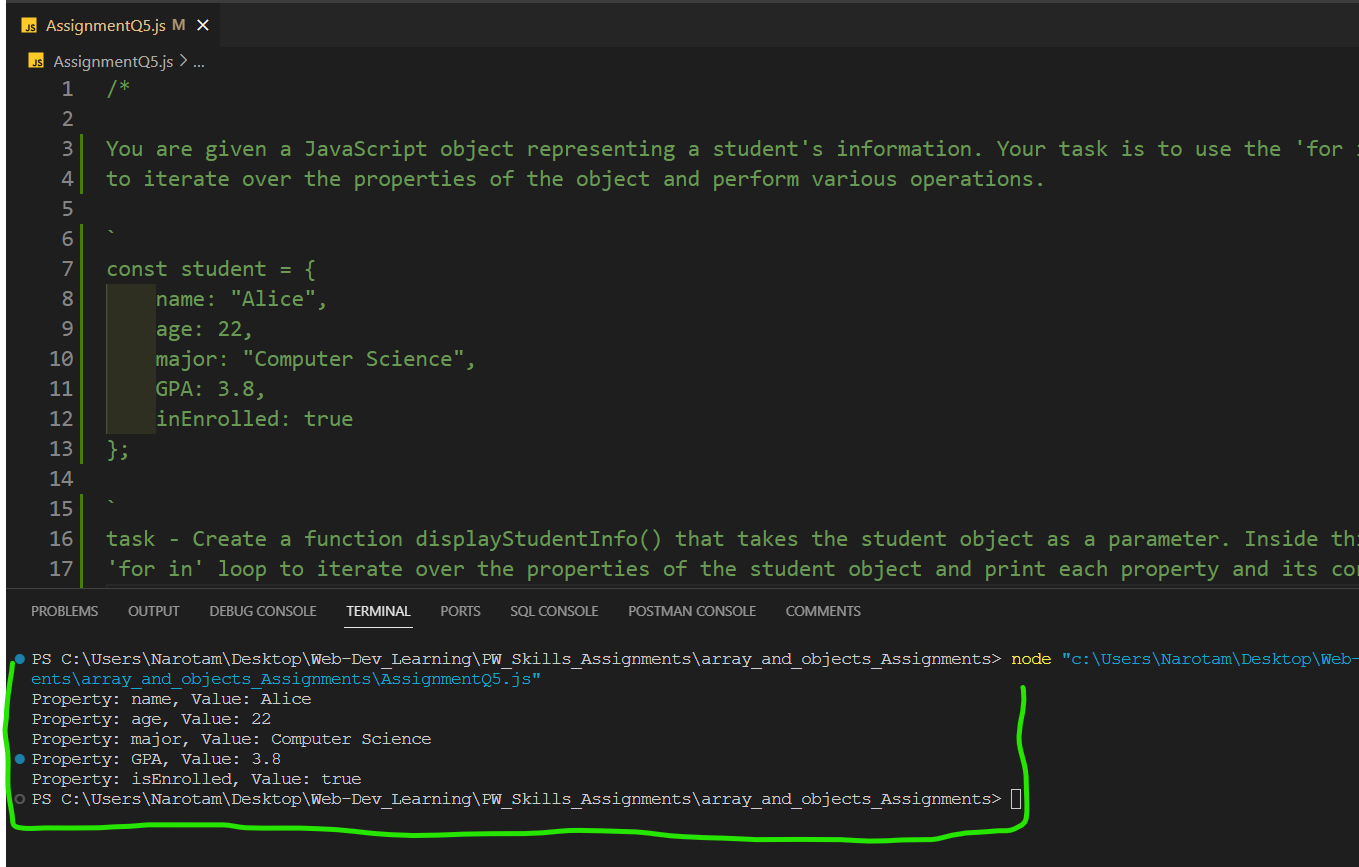 JS AssignmentQ5.js M ×
JS AssignmentQ5.js > ...
1 /*
2
3 You are given a JavaScript object representing a student's information. Your task is to use the 'for
4 to iterate over the properties of the object and perform various operations.
5
6 `
7 const student = {
8 name: "Alice",
9 age: 22,
10 major: "Computer Science",
11 GPA: 3.8,
12 inEnrolled: true
13 };
14
15 `
16 task - Create a function displayStudentInfo() that takes the student object as a parameter. Inside
17 'for in' loop to iterate over the properties of the student object and print each property and its
PROBLEMS OUTPUT DEBUG CONSOLE TERMINAL PORTS SQL CONSOLE POSTMAN CONSOLE COMMENTS
PS C:\Users\Narotam\Desktop\Web-Dev_Learning\PW_Skills_Assignments\array_and_objects_Assignments> node "c:\Users\Narotam\Desktop\Web-
ents\array_and_objects_Assignments\AssignmentQ5.js"
Property: name, Value: Alice
Property: age, Value: 22
Property: major, Value: Computer Science
Property: GPA, Value: 3.8
Property: isEnrolled, Value: true
PS C:\Users\Narotam\Desktop\Web-Dev_Learning\PW_Skills_Assignments\array_and_objects_Assignments>